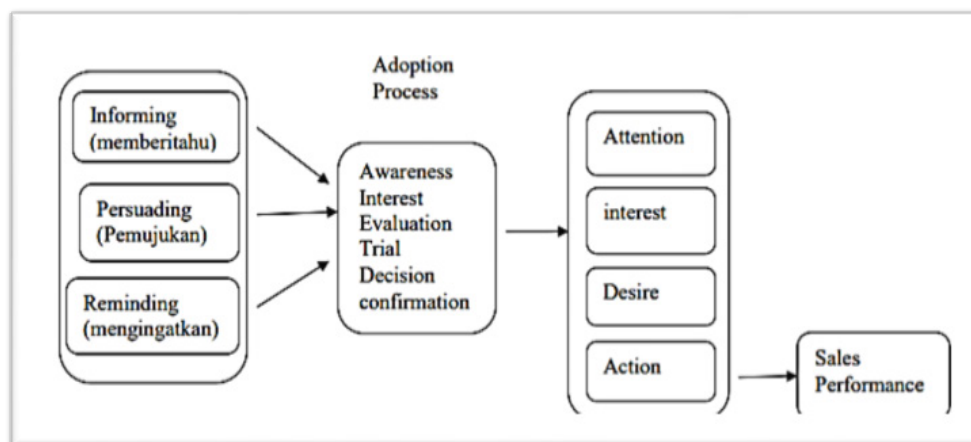 Adoption
Process
Informing
(memberitahu)
Persuading
(Pemujukan)
Reminding
(mengingatkan)
Awareness
Interest
Evaluation
Trial
Decision
confirmation
Attention
interest
Desire
Action
Sales
Performance